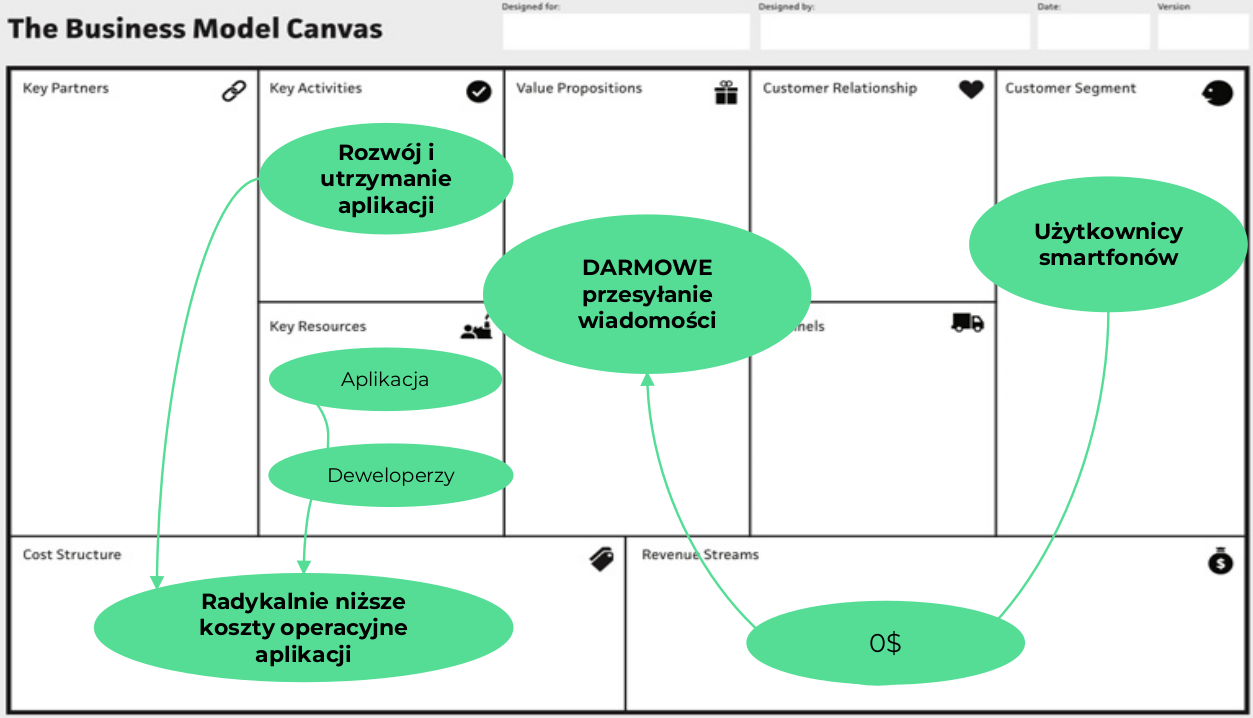 The Business Model Canvas
Designed for:
Designed by:
Date:
Version
Key Partners
Key Activities
Value Propositions
Customer Relationship
Customer Segment
Rozwój i
utrzymanie
aplikacji
DARMOWE
przesyłanie
wiadomości
Użytkownicy
smartfonów
Key Resources
nels
Aplikacja
Deweloperzy
Cost Structure
Revenue Streams
Radykalnie niższe
koszty operacyjne
aplikacji
0$
$